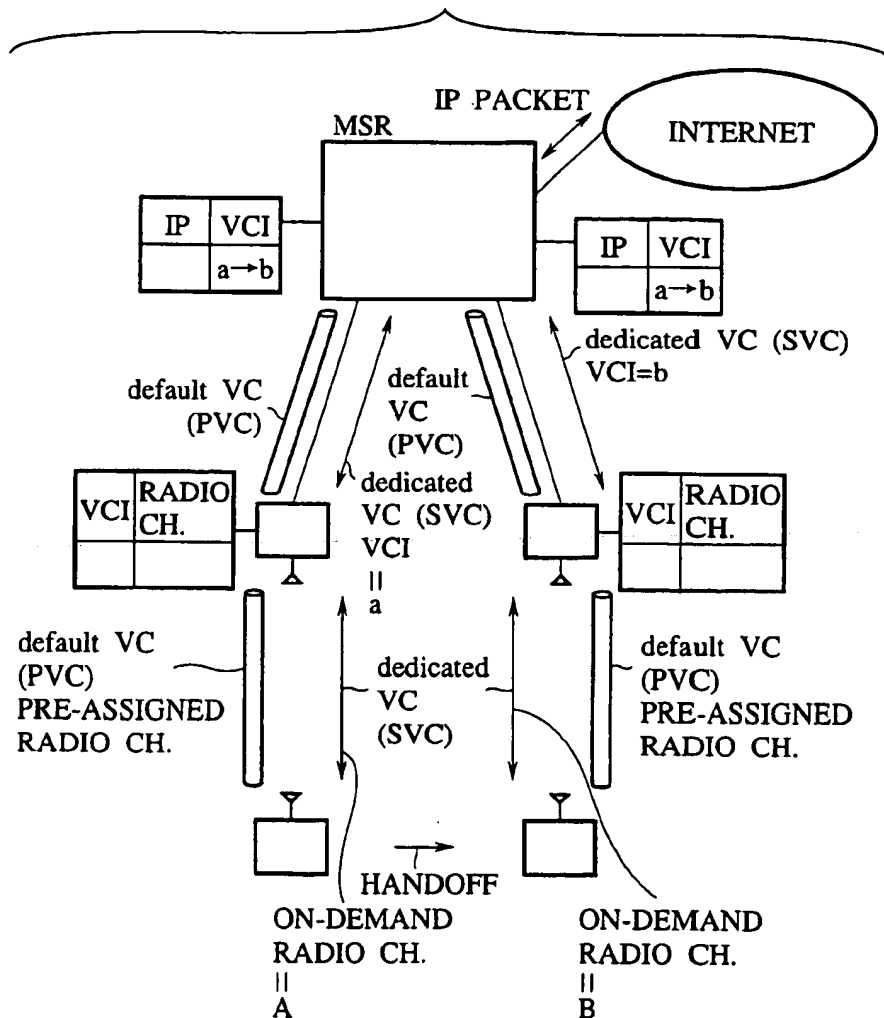 IP PACKET
MSR
INTERNET
IP VCI
a→b
IP VCI
a→b
dedicated VC (SVC)
VCI=b
default VC
(PVC)
default
VC
(PVC)
dedicated
VC (SVC)
VCI
=
a
VCI RADIO
CH.
VCI RADIO
CH.
default VC
(PVC)
PRE-ASSIGNED
RADIO CH.
dedicated
VC
(SVC)
default VC
(PVC)
PRE-ASSIGNED
RADIO CH.
HANDOFF
ON-DEMAND
RADIO CH.
=
A
ON-DEMAND
RADIO CH.
=
B